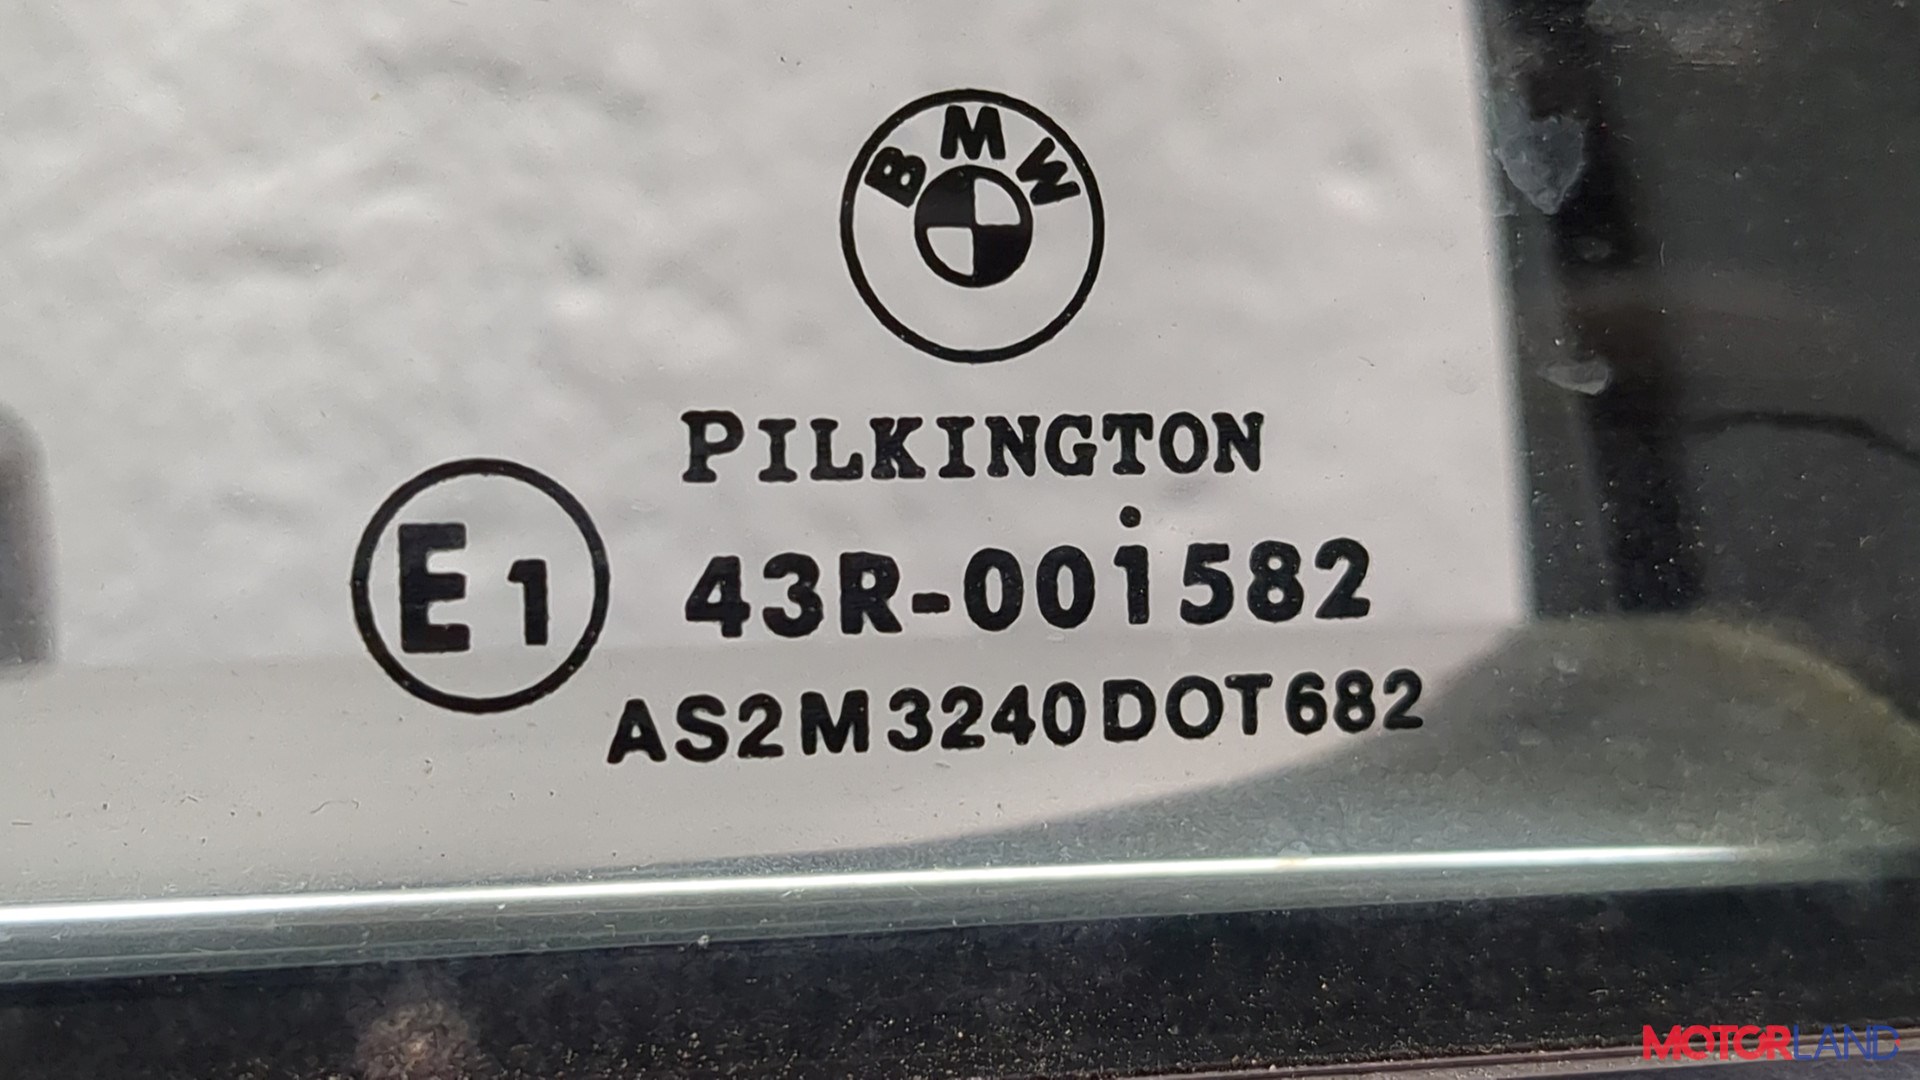 BMW
PILKINGTON
E1
43R-001582
AS2M3240DOT682
MOTORLAND